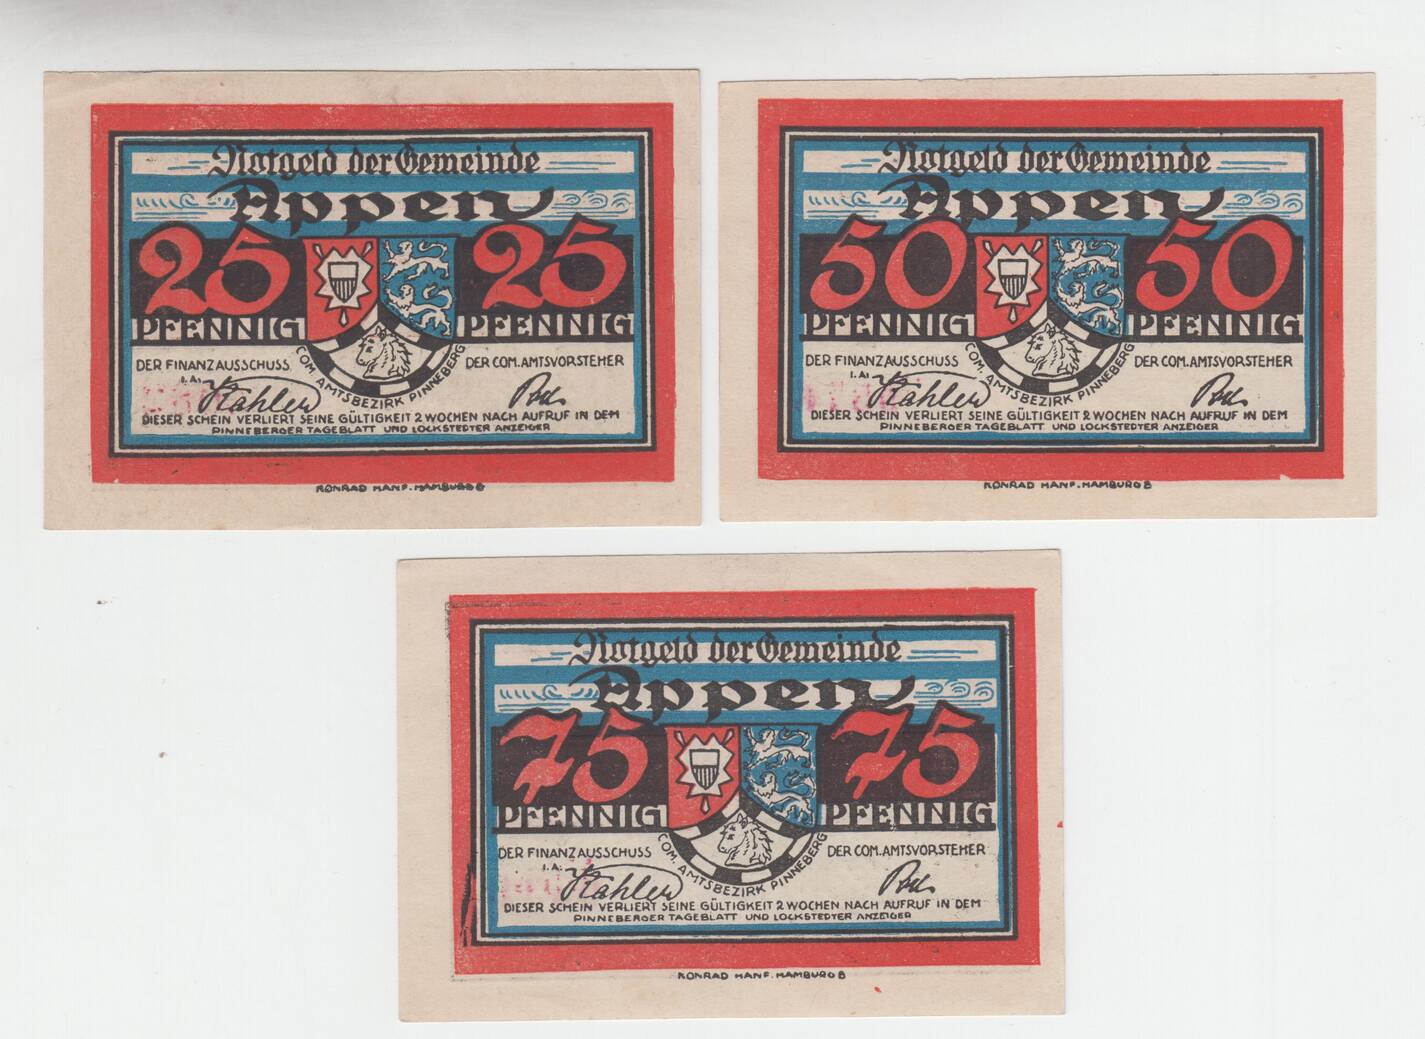 Notgeld der Gemeinde
Appen
25 25
PFENNIG PFENNIG
DER FINANZAUSSCHUSS DER COM. AMTSVORSTEHER
I.A. Kahlen
COM. AMTSBEZIRK PINNEBERG
DIESER SCHEIN VERLIERT SEINE GÜLTIGKEIT 2 WOCHEN NACH AUFRUF IN DEM
PINNEBERGER TAGEBLATT UND LOCKSTEDTER ANZEIGER
KONRAD HANF. HAMBURG 8
Notgeld der Gemeinde
Appen
50 50
PFENNIG PFENNIG
DER FINANZAUSSCHUSS DER COM. AMTSVORSTEHER
I.A. Kahlen
COM. AMTSBEZIRK PINNEBERG
DIESER SCHEIN VERLIERT SEINE GÜLTIGKEIT 2 WOCHEN NACH AUFRUF IN DEM
PINNEBERGER TAGEBLATT UND LOCKSTEDTER ANZEIGER
KONRAD HANF. HAMBURG 8
Notgeld der Gemeinde
Appen
75 75
PFENNIG PFENNIG
DER FINANZAUSSCHUSS DER COM. AMTSVORSTEHER
I.A. Kahlen
COM. AMTSBEZIRK PINNEBERG
DIESER SCHEIN VERLIERT SEINE GÜLTIGKEIT 2 WOCHEN NACH AUFRUF IN DEM
PINNEBERGER TAGEBLATT UND LOCKSTEDTER ANZEIGER
KONRAD HANF. HAMBURG 8